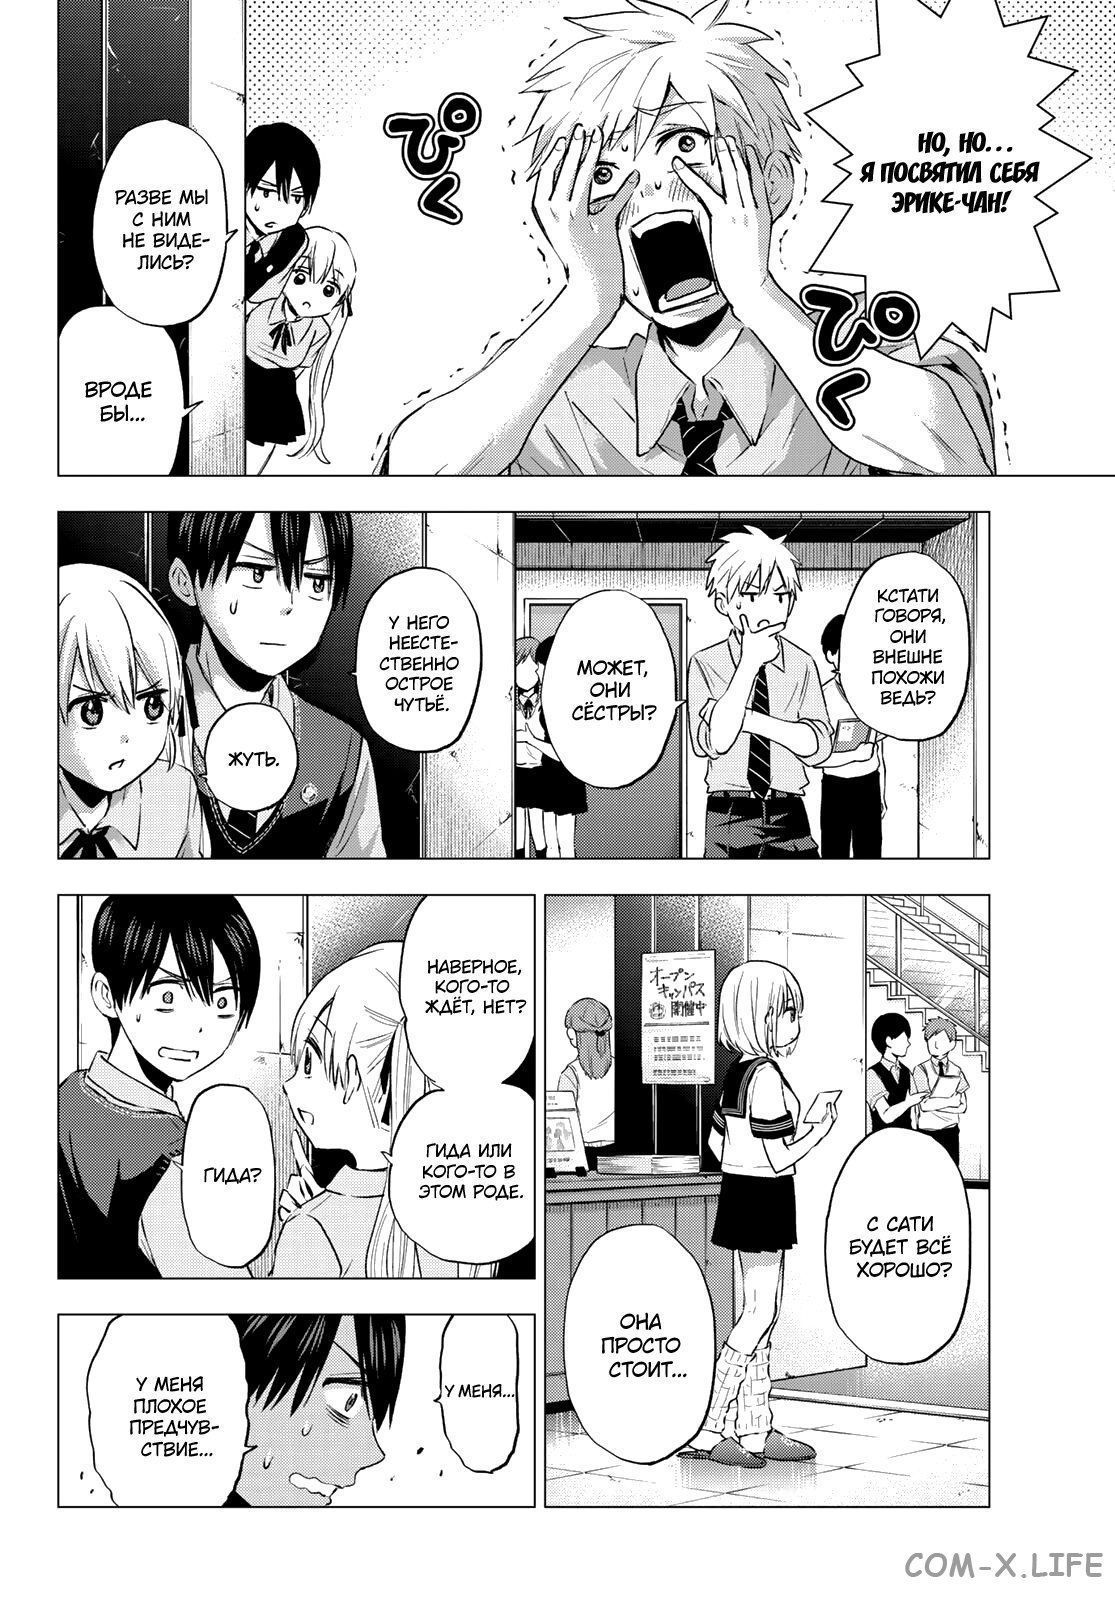 НО, НО...
Я ПОСВЯТИЛ СЕБЯ
ЭРИКЕ-ЧАН!
ぴく
ぴく
РАЗВЕ МЫ
С НИМ
НЕ ВИДЕ-
ЛИСЬ?
ВРОДЕ
БЫ...
КСТАТИ
ГОВОРЯ,
ОНИ
ВНЕШНЕ
ПОХОЖИ
ВЕДЬ?
МОЖЕТ,
ОНИ
СЁСТРЫ?
У НЕГО
НЕЕСТЕ-
СТВЕННО
ОСТРОЕ
ЧУТЬЁ.
ЖУТЬ.
オープン
キャンパス
開催中
С САТИ
БУДЕТ ВСЁ
ХОРОШО?
ОНА
ПРОСТО
СТОИТ...
НАВЕРНОЕ,
КОГО-ТО
ЖДЁТ, НЕТ?
ГИДА ИЛИ
КОГО-ТО В
ЭТОМ РОДЕ.
ГИДА?
У МЕНЯ...
У МЕНЯ
ПЛОХОЕ
ПРЕДЧУВ-
СТВИЕ...
COM-X.LIFE